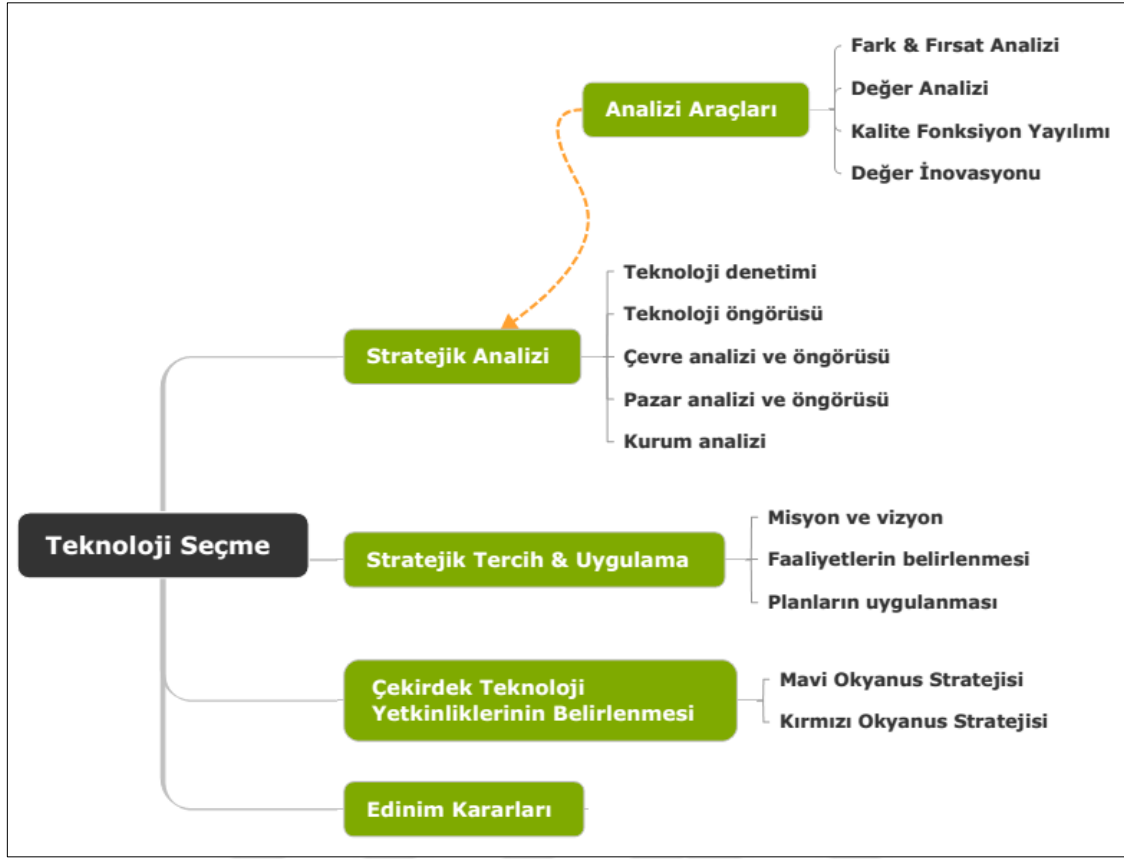 Fark & Fırsat Analizi
Analizi Araçları
Değer Analizi
Kalite Fonksiyon Yayılımı
Değer İnovasyonu
Teknoloji denetimi
Teknoloji öngörüsü
Stratejik Analizi
Çevre analizi ve öngörüsü
Pazar analizi ve öngörüsü
Kurum analizi
Teknoloji Seçme
Misyon ve vizyon
Stratejik Tercih & Uygulama
Faaliyetlerin belirlenmesi
Planların uygulanması
Çekirdek Teknoloji
Yetkinliklerinin Belirlenmesi
Mavi Okyanus Stratejisi
Kırmızı Okyanus Stratejisi
Edinim Kararları